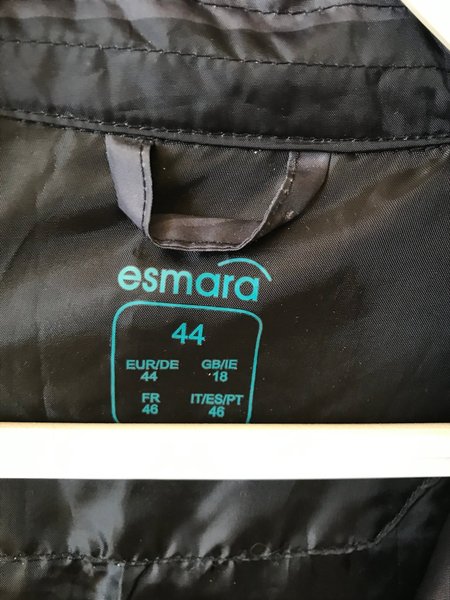 esmara
44
EUR/DE GB/IE
44 18
FR IT/ES/PT
46 46